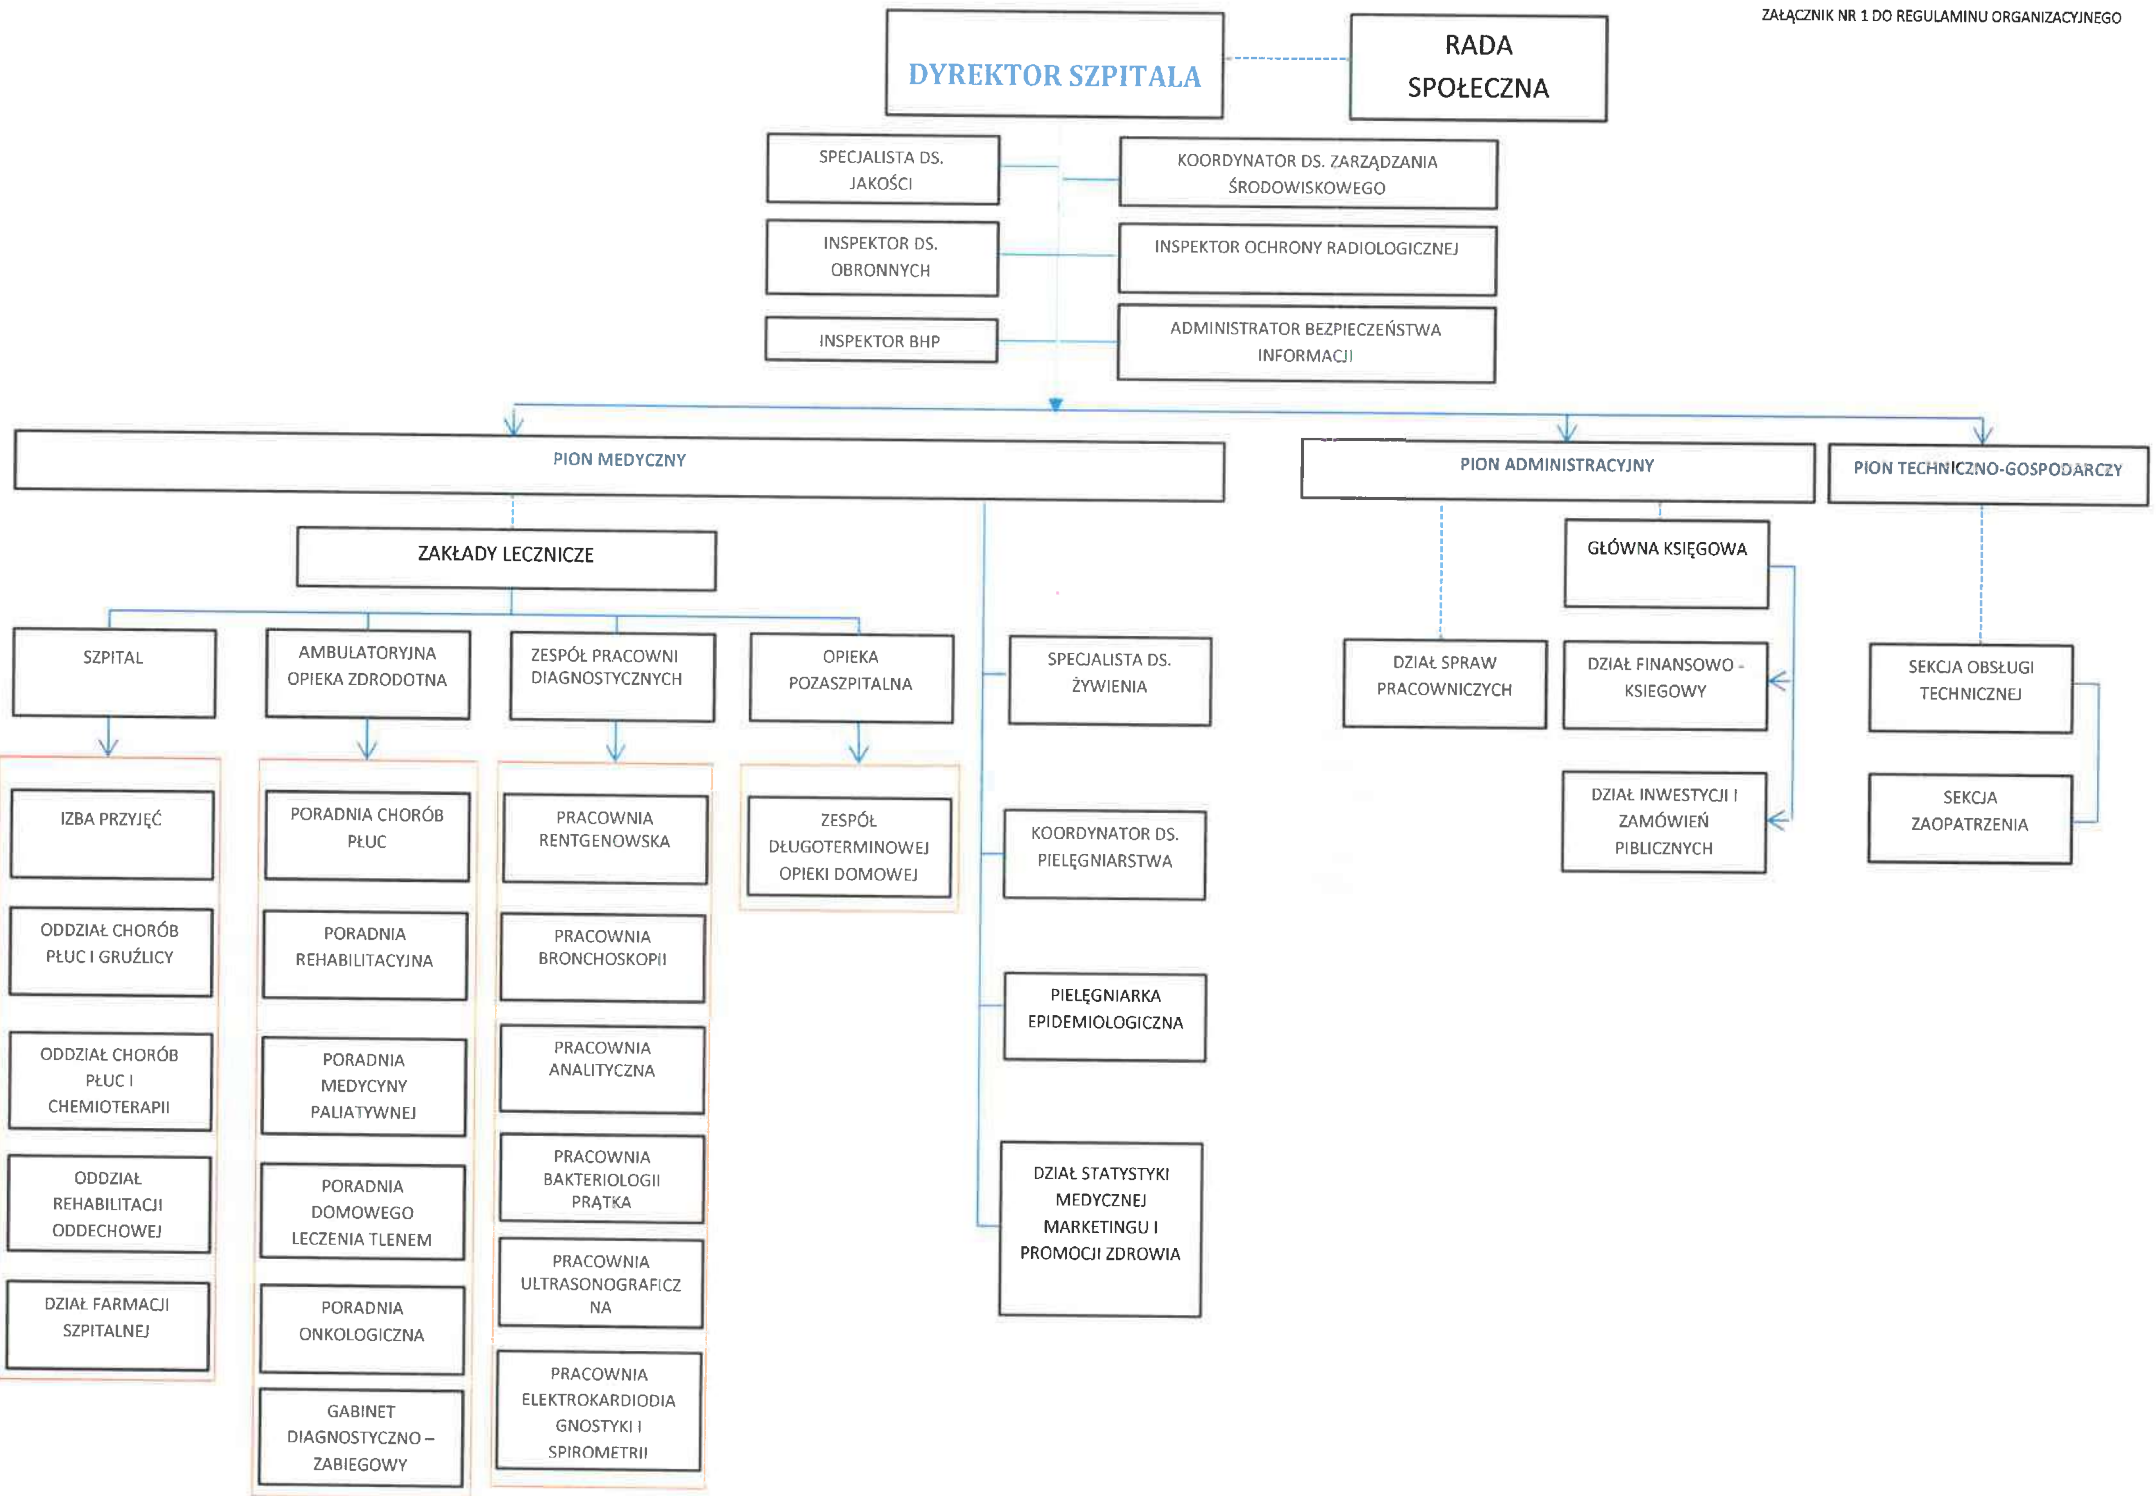 ZAŁĄCZNIK NR 1 DO REGULAMINU ORGANIZACYJNEGO
DYREKTOR SZPITALA
RADA
SPOŁECZNA
SPECJALISTA DS.
JAKOŚCI
KOORDYNATOR DS. ZARZĄDZANIA
ŚRODOWISKOWEGO
INSPEKTOR DS.
OBRONNYCH
INSPEKTOR OCHRONY RADIOLOGICZNEJ
INSPEKTOR BHP
ADMINISTRATOR BEZPIECZEŃSTWA
INFORMACJI
PION MEDYCZNY
PION ADMINISTRACYJNY
PION TECHNICZNO-GOSPODARCZY
ZAKŁADY LECZNICZE
GŁÓWNA KSIĘGOWA
SZPITAL
AMBULATORYJNA
OPIEKA ZDRODOTNA
ZESPÓŁ PRACOWNI
DIAGNOSTYCZNYCH
OPIEKA
POZASZPITALNA
SPECJALISTA DS.
ŻYWIENIA
DZIAŁ SPRAW
PRACOWNICZYCH
DZIAŁ FINANSOWO -
KSIEGOWY
SEKCJA OBSŁUGI
TECHNICZNEJ
IZBA PRZYJĘĆ
ODDZIAŁ CHORÓB
PŁUC I GRUŹLICY
ODDZIAŁ CHORÓB
PŁUC I
CHEMIOTERAPII
ODDZIAŁ
REHABILITACJI
ODDECHOWEJ
DZIAŁ FARMACJI
SZPITALNEJ
PORADNIA CHORÓB
PŁUC
PORADNIA
REHABILITACYJNA
PORADNIA
MEDYCYNY
PALIATYWNEJ
PORADNIA
DOMOWEGO
LECZENIA TLENEM
PORADNIA
ONKOLOGICZNA
GABINET
DIAGNOSTYCZNO –
ZABIEGOWY
PRACOWNIA
RENTGENOWSKA
PRACOWNIA
BRONCHOSKOPII
PRACOWNIA
ANALITYCZNA
PRACOWNIA
BAKTERIOLOGII
PRĄTKA
PRACOWNIA
ULTRASONOGRAFICZ
NA
PRACOWNIA
ELEKTROKARDIODIA
GNOSTYKI I
SPIROMETRII
ZESPÓŁ
DŁUGOTERMINOWEJ
OPIEKI DOMOWEJ
KOORDYNATOR DS.
PIELĘGNIARSTWA
PIELĘGNIARKA
EPIDEMIOLOGICZNA
DZIAŁ STATYSTYKI
MEDYCZNEJ
MARKETINGU I
PROMOCJI ZDROWIA
DZIAŁ INWESTYCJI I
ZAMÓWIEŃ
PIBLICZNYCH
SEKCJA
ZAOPATRZENIA